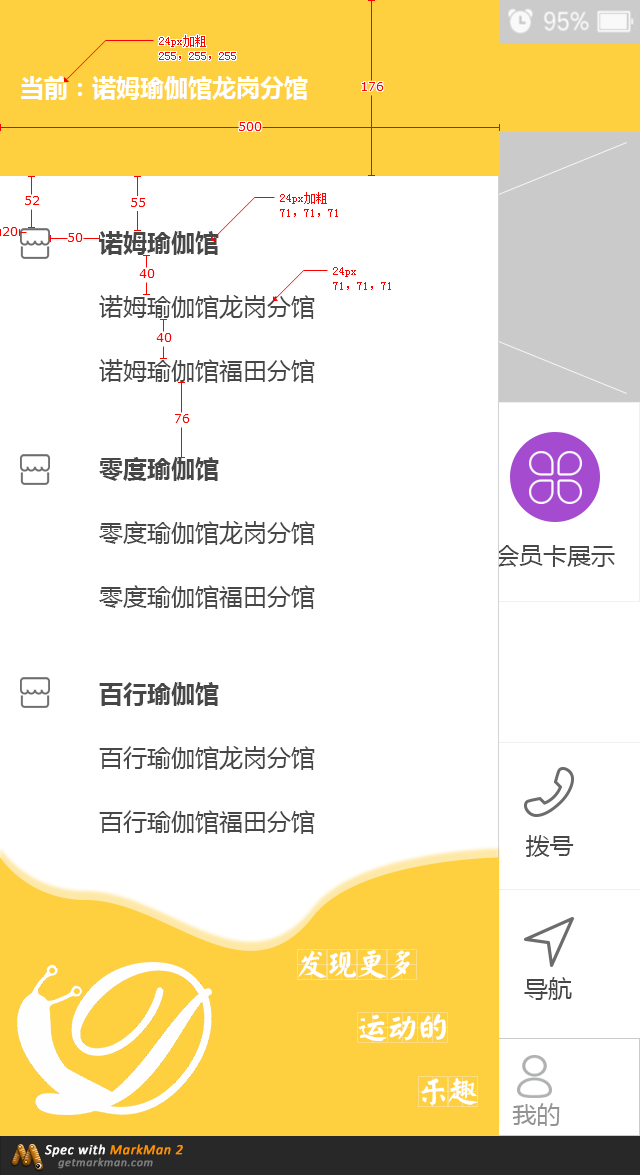 95%
24px加粗
255，255，255
当前：诺姆瑜伽馆龙岗分馆
176
500
52
55
24px加粗
71，71，71
20
50
诺姆瑜伽馆
40
24px
71，71，71
诺姆瑜伽馆龙岗分馆
40
诺姆瑜伽馆福田分馆
76
零度瑜伽馆
零度瑜伽馆龙岗分馆
零度瑜伽馆福田分馆
会员卡展示
百行瑜伽馆
百行瑜伽馆龙岗分馆
百行瑜伽馆福田分馆
拨号
发现更多
运动的
乐趣
导航
我的
Spec with MarkMan 2
getmarkman.com